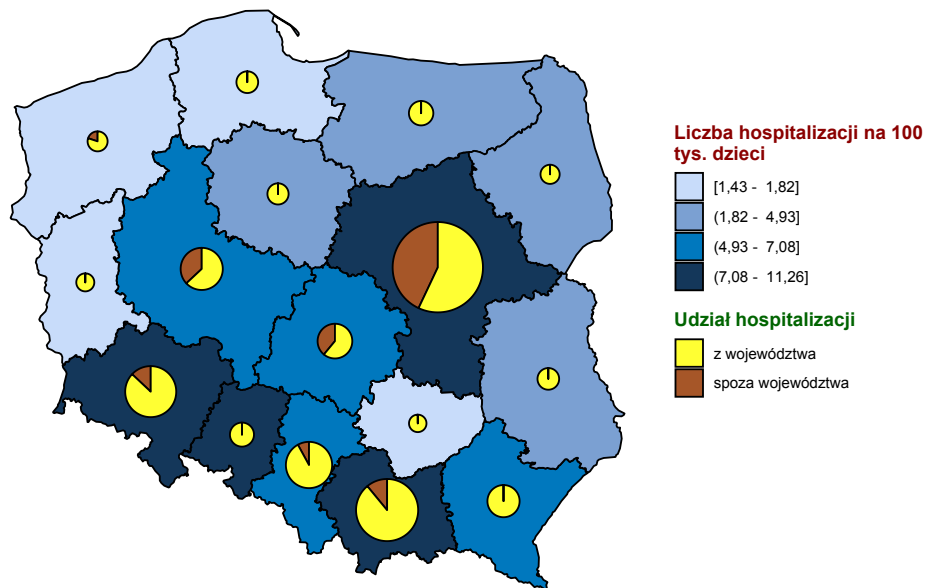 Liczba hospitalizacji na 100
tys. dzieci
[1,43 - 1,82]
(1,82 - 4,93]
(4,93 - 7,08]
(7,08 - 11,26]
Udział hospitalizacji
z województwa
spoza województwa